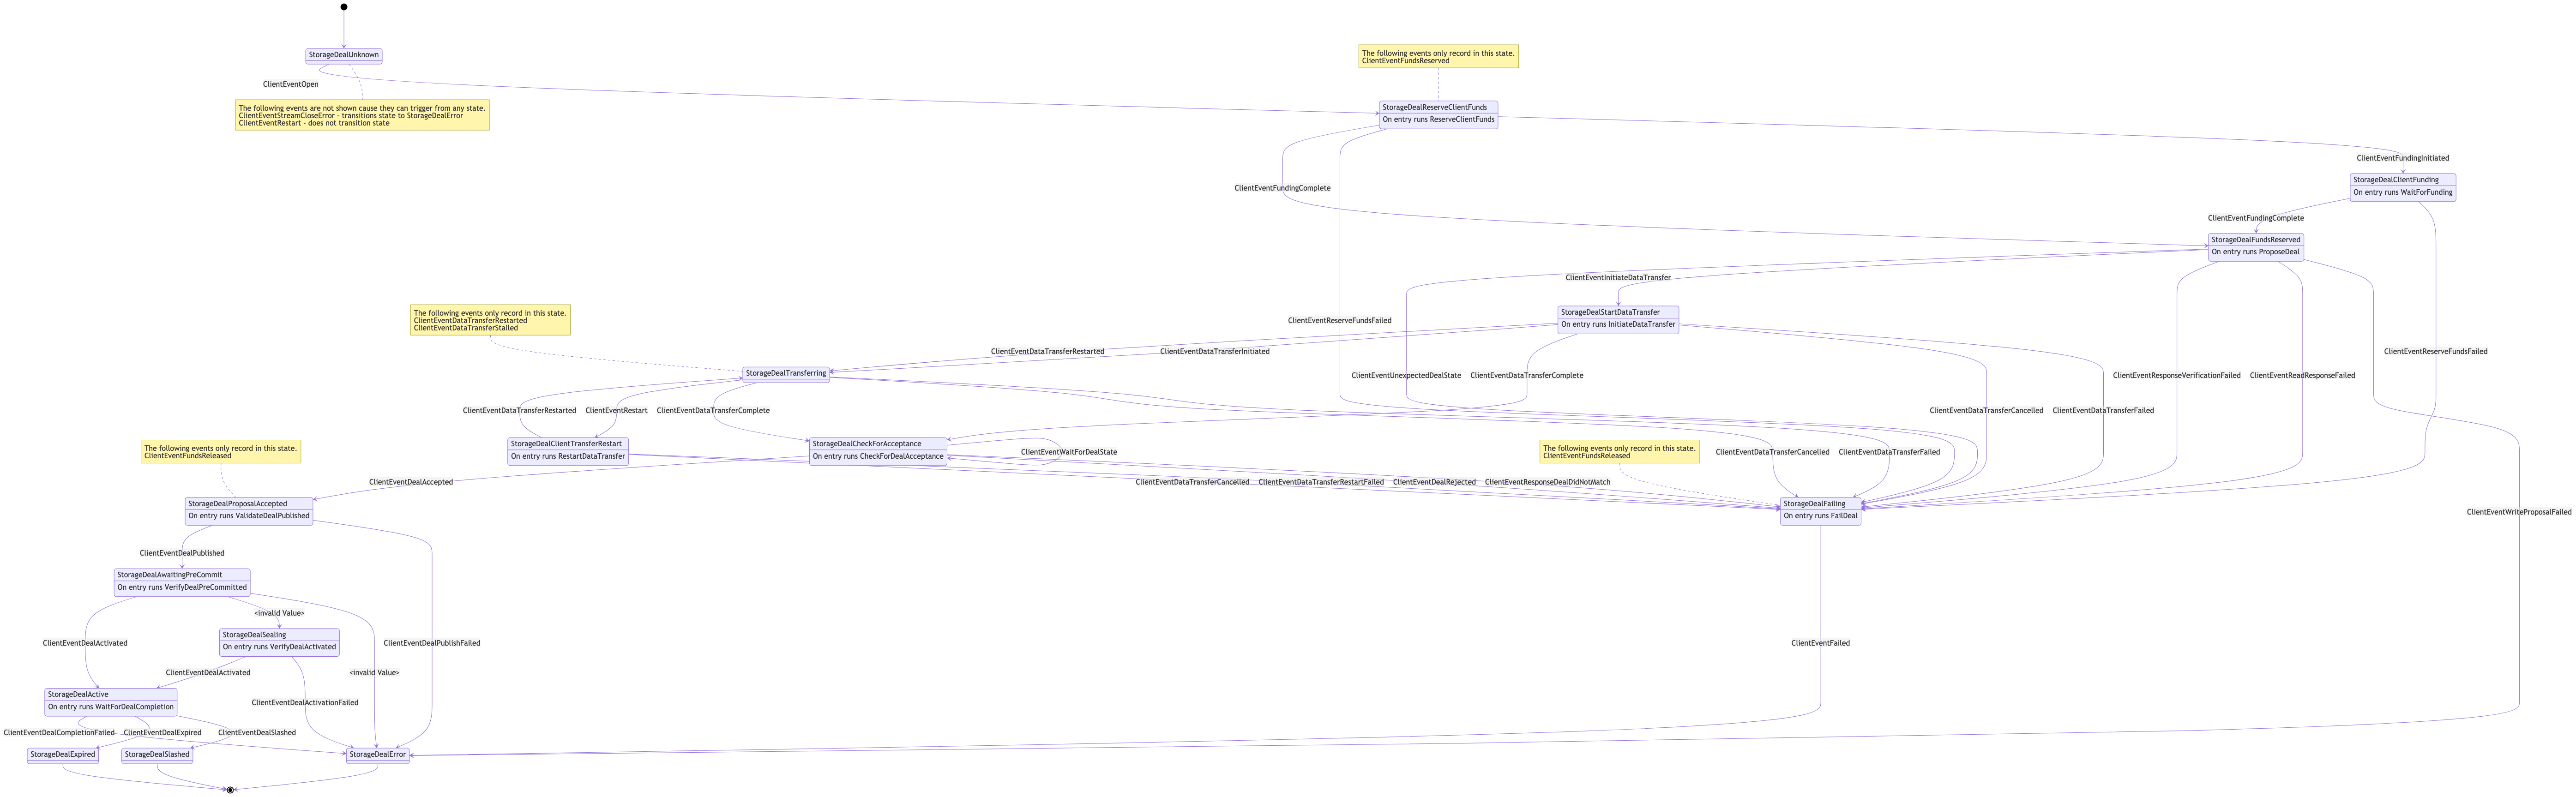 StorageDealUnknown
ClientEventOpen
The following events are not shown cause they can trigger from any state.
ClientEventStreamCloseError - transitions state to StorageDealError
ClientEventRestart - does not transition state
The following events only record in this state.
ClientEventFundsReserved
StorageDealReserveClientFunds
On entry runs ReserveClientFunds
ClientEventFundingInitiated
StorageDealClientFunding
On entry runs WaitForFunding
ClientEventFundingComplete
ClientEventFundingComplete
StorageDealFundsReserved
On entry runs ProposeDeal
ClientEventInitiateDataTransfer
The following events only record in this state.
ClientEventDataTransferRestarted
ClientEventDataTransferStalled
StorageDealStartDataTransfer
On entry runs InitiateDataTransfer
ClientEventReserveFundsFailed
ClientEventDataTransferRestarted
ClientEventDataTransferInitiated
ClientEventReserveFundsFailed
StorageDealTransferring
ClientEventUnexpectedDealState
ClientEventDataTransferComplete
ClientEventResponseVerificationFailed
ClientEventReadResponseFailed
ClientEventDataTransferRestarted
ClientEventRestart
ClientEventDataTransferComplete
ClientEventDataTransferCancelled
ClientEventDataTransferFailed
The following events only record in this state.
ClientEventFundsReleased
StorageDealClientTransferRestart
On entry runs RestartDataTransfer
StorageDealCheckForAcceptance
On entry runs CheckForDealAcceptance
ClientEventWaitForDealState
The following events only record in this state.
ClientEventFundsReleased
ClientEventDataTransferCancelled
ClientEventDataTransferFailed
ClientEventDealAccepted
ClientEventDataTransferCancelled
ClientEventDataTransferRestartFailed
ClientEventDealRejected
ClientEventResponseDealDidNotMatch
StorageDealProposalAccepted
On entry runs ValidateDealPublished
StorageDealFailing
On entry runs FailDeal
ClientEventWriteProposalFailed
ClientEventDealPublished
StorageDealAwaitingPreCommit
On entry runs VerifyDealPreCommitted
<invalid Value>
StorageDealSealing
On entry runs VerifyDealActivated
ClientEventDealActivated
ClientEventDealPublishFailed
ClientEventFailed
ClientEventDealActivated
<invalid Value>
StorageDealActive
On entry runs WaitForDealCompletion
ClientEventDealActivationFailed
ClientEventDealCompletionFailed
ClientEventDealExpired
ClientEventDealSlashed
StorageDealExpired
StorageDealSlashed
StorageDealError